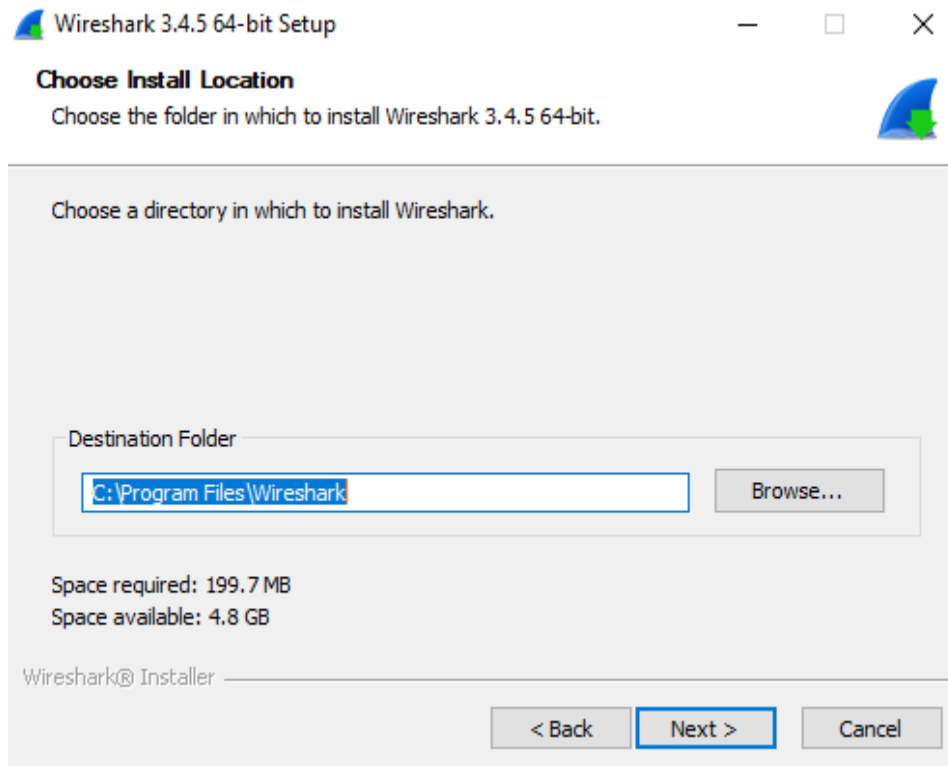 Wireshark 3.4.5 64-bit Setup
Choose Install Location
Choose the folder in which to install Wireshark 3.4.5 64-bit.
Choose a directory in which to install Wireshark.
Destination Folder
C:\Program Files\Wireshark
Browse...
Space required: 199.7 MB
Space available: 4.8 GB
Wireshark® Installer
< Back Next > Cancel